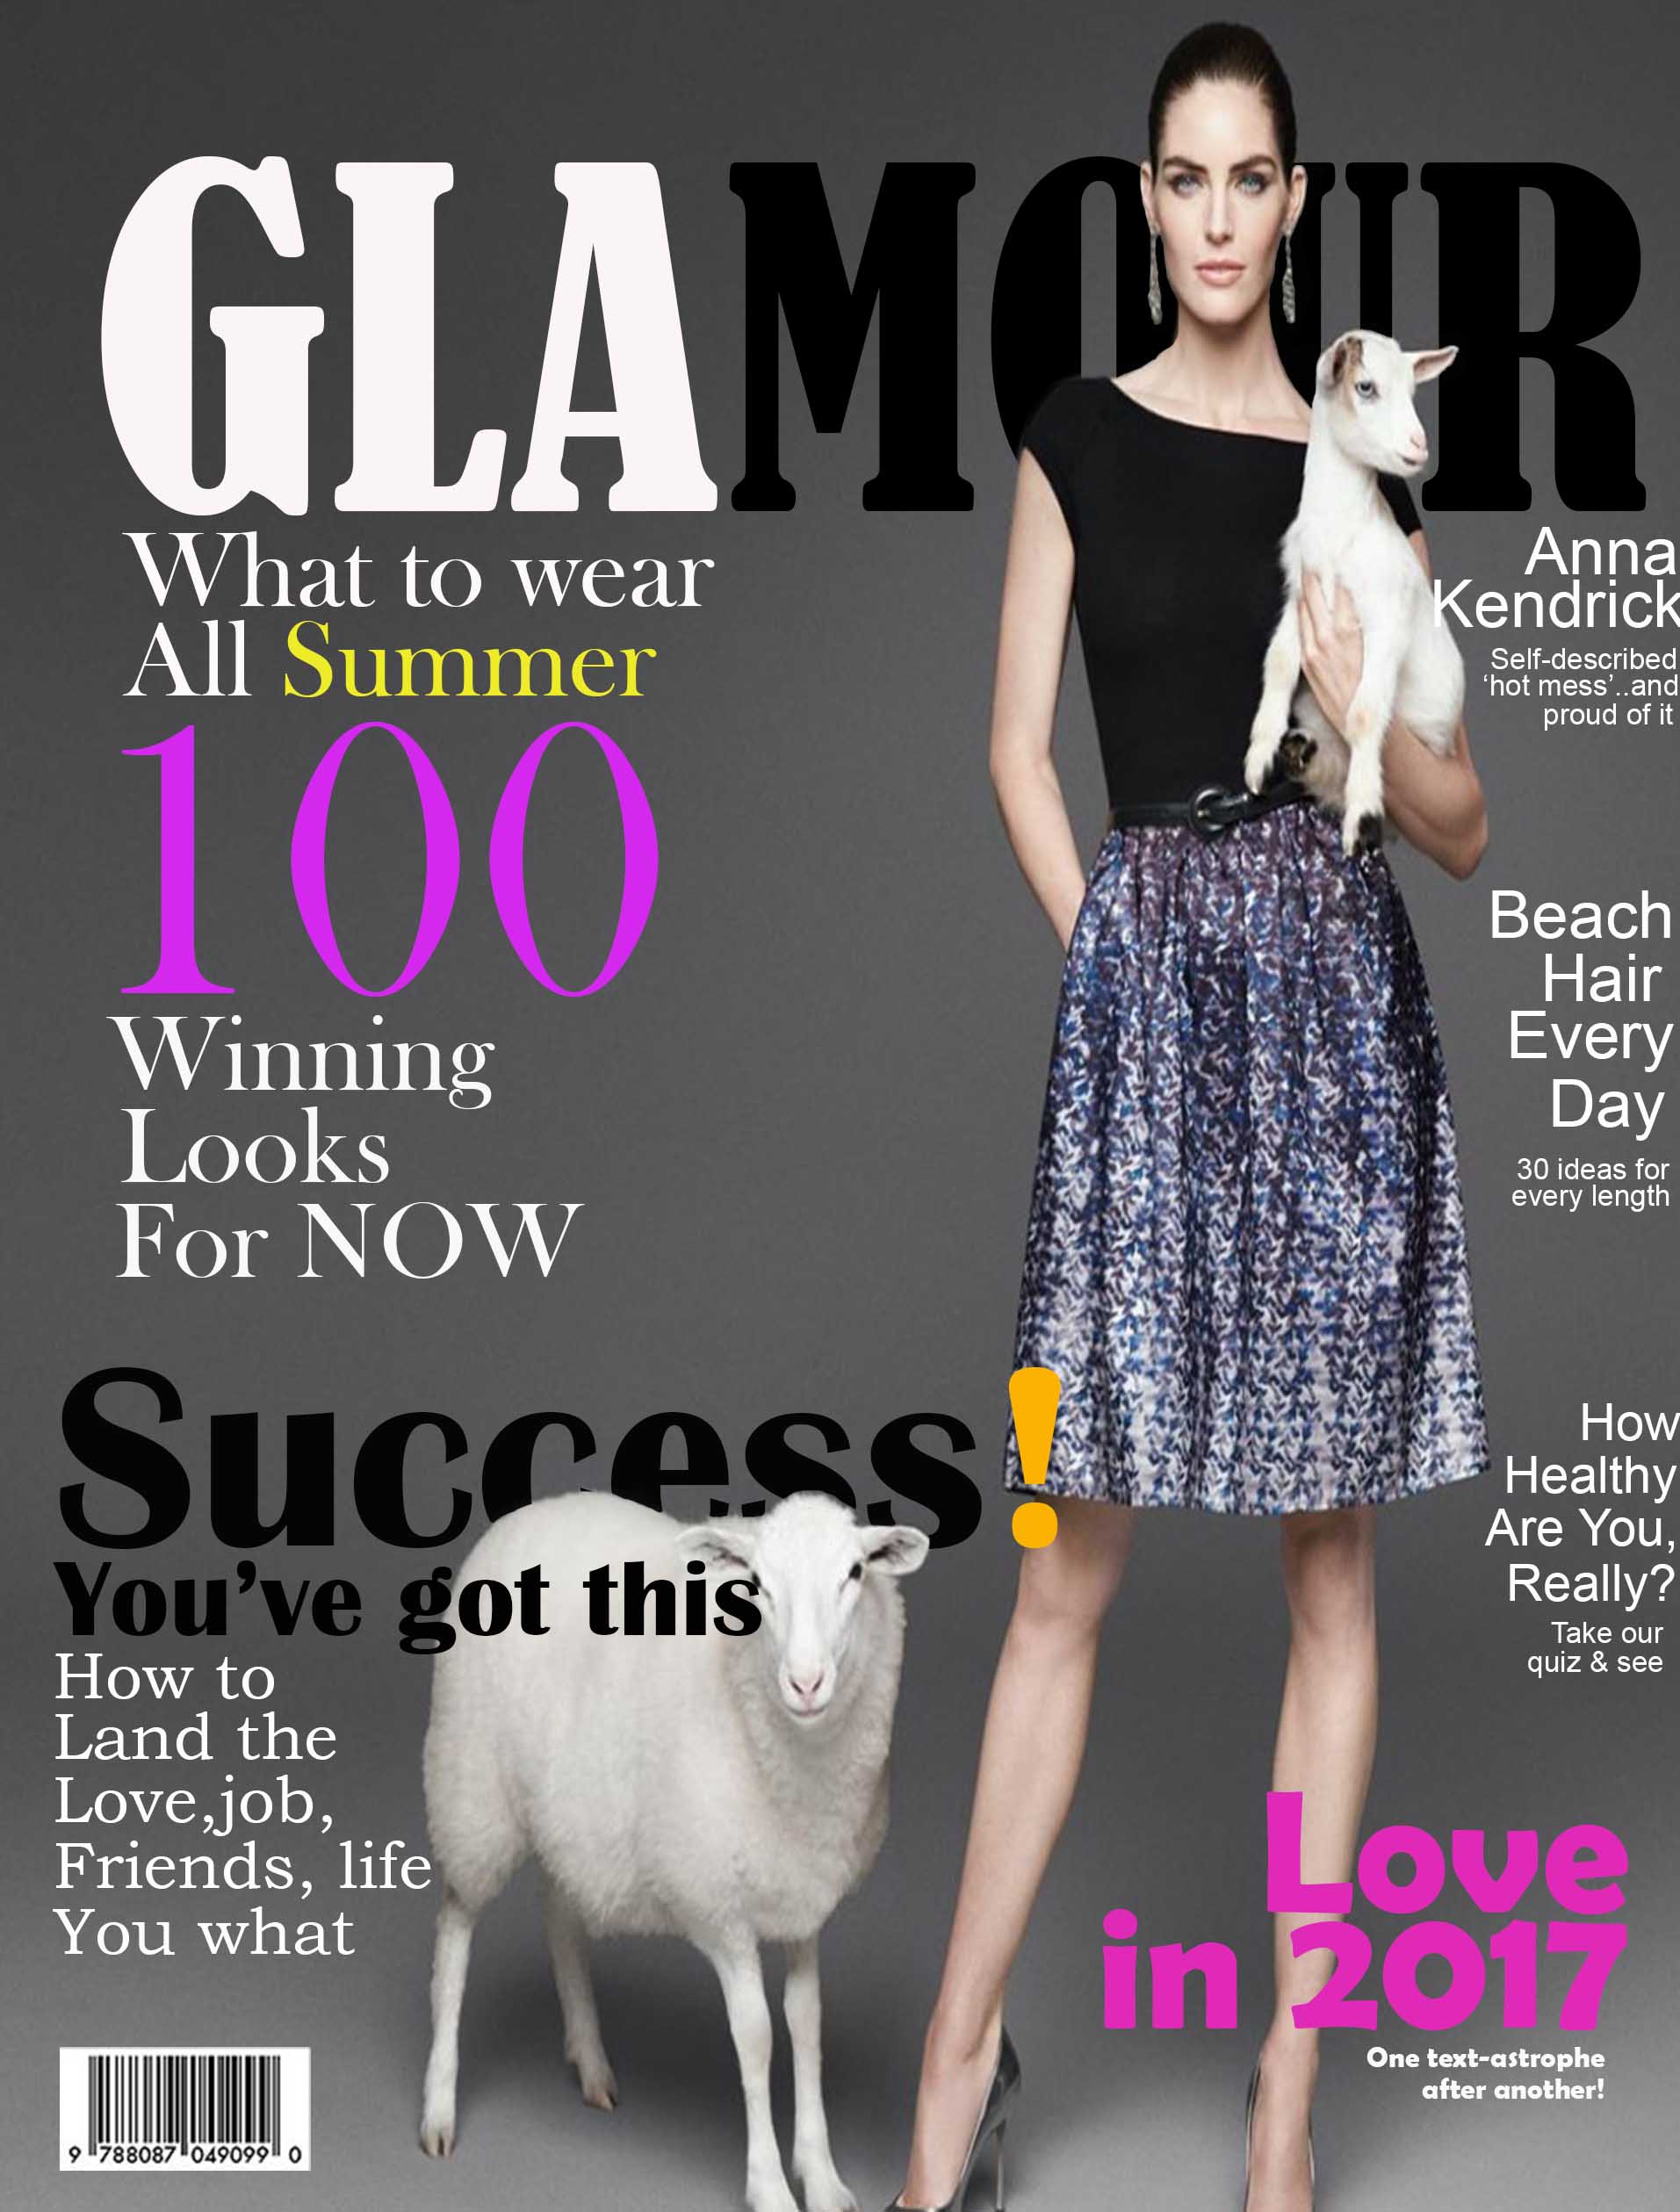 GLAMOUR
What to wear
All Summer
100
Winning
Looks
For NOW
Anna
Kendrick
Self-described
‘hot mess’..and
proud of it
Beach
Hair
Every
Day
30 ideas for
every length
Success!
You’ve got this
How to
Land the
Love,job,
Friends, life
You what
How
Healthy
Are You,
Really?
Take our
quiz & see
Love
in 2017
One text-astrophe
after another!
9 788087 049099 0